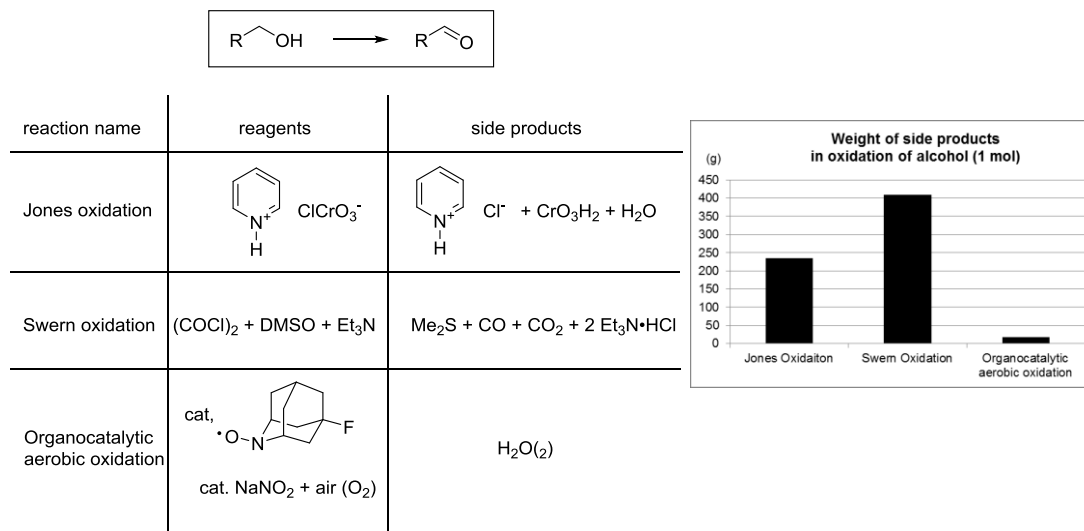 R OH R O
reaction name reagents side products
Jones oxidation
N+
H
ClCrO3-
N+
H
Cl- + CrO3H2 + H2O
Swern oxidation
(COCl)2 + DMSO + Et3N
Me2S + CO + CO2 + 2 Et3N•HCl
Organocatalytic
aerobic oxidation
cat,
•O N F
cat. NaNO2 + air (O2)
H2O(2)
Weight of side products
in oxidation of alcohol (1 mol)
(g)
450
400
350
300
250
200
150
100
50
0
Jones Oxidaiton
Swern Oxidation
Organocatalytic
aerobic oxidation